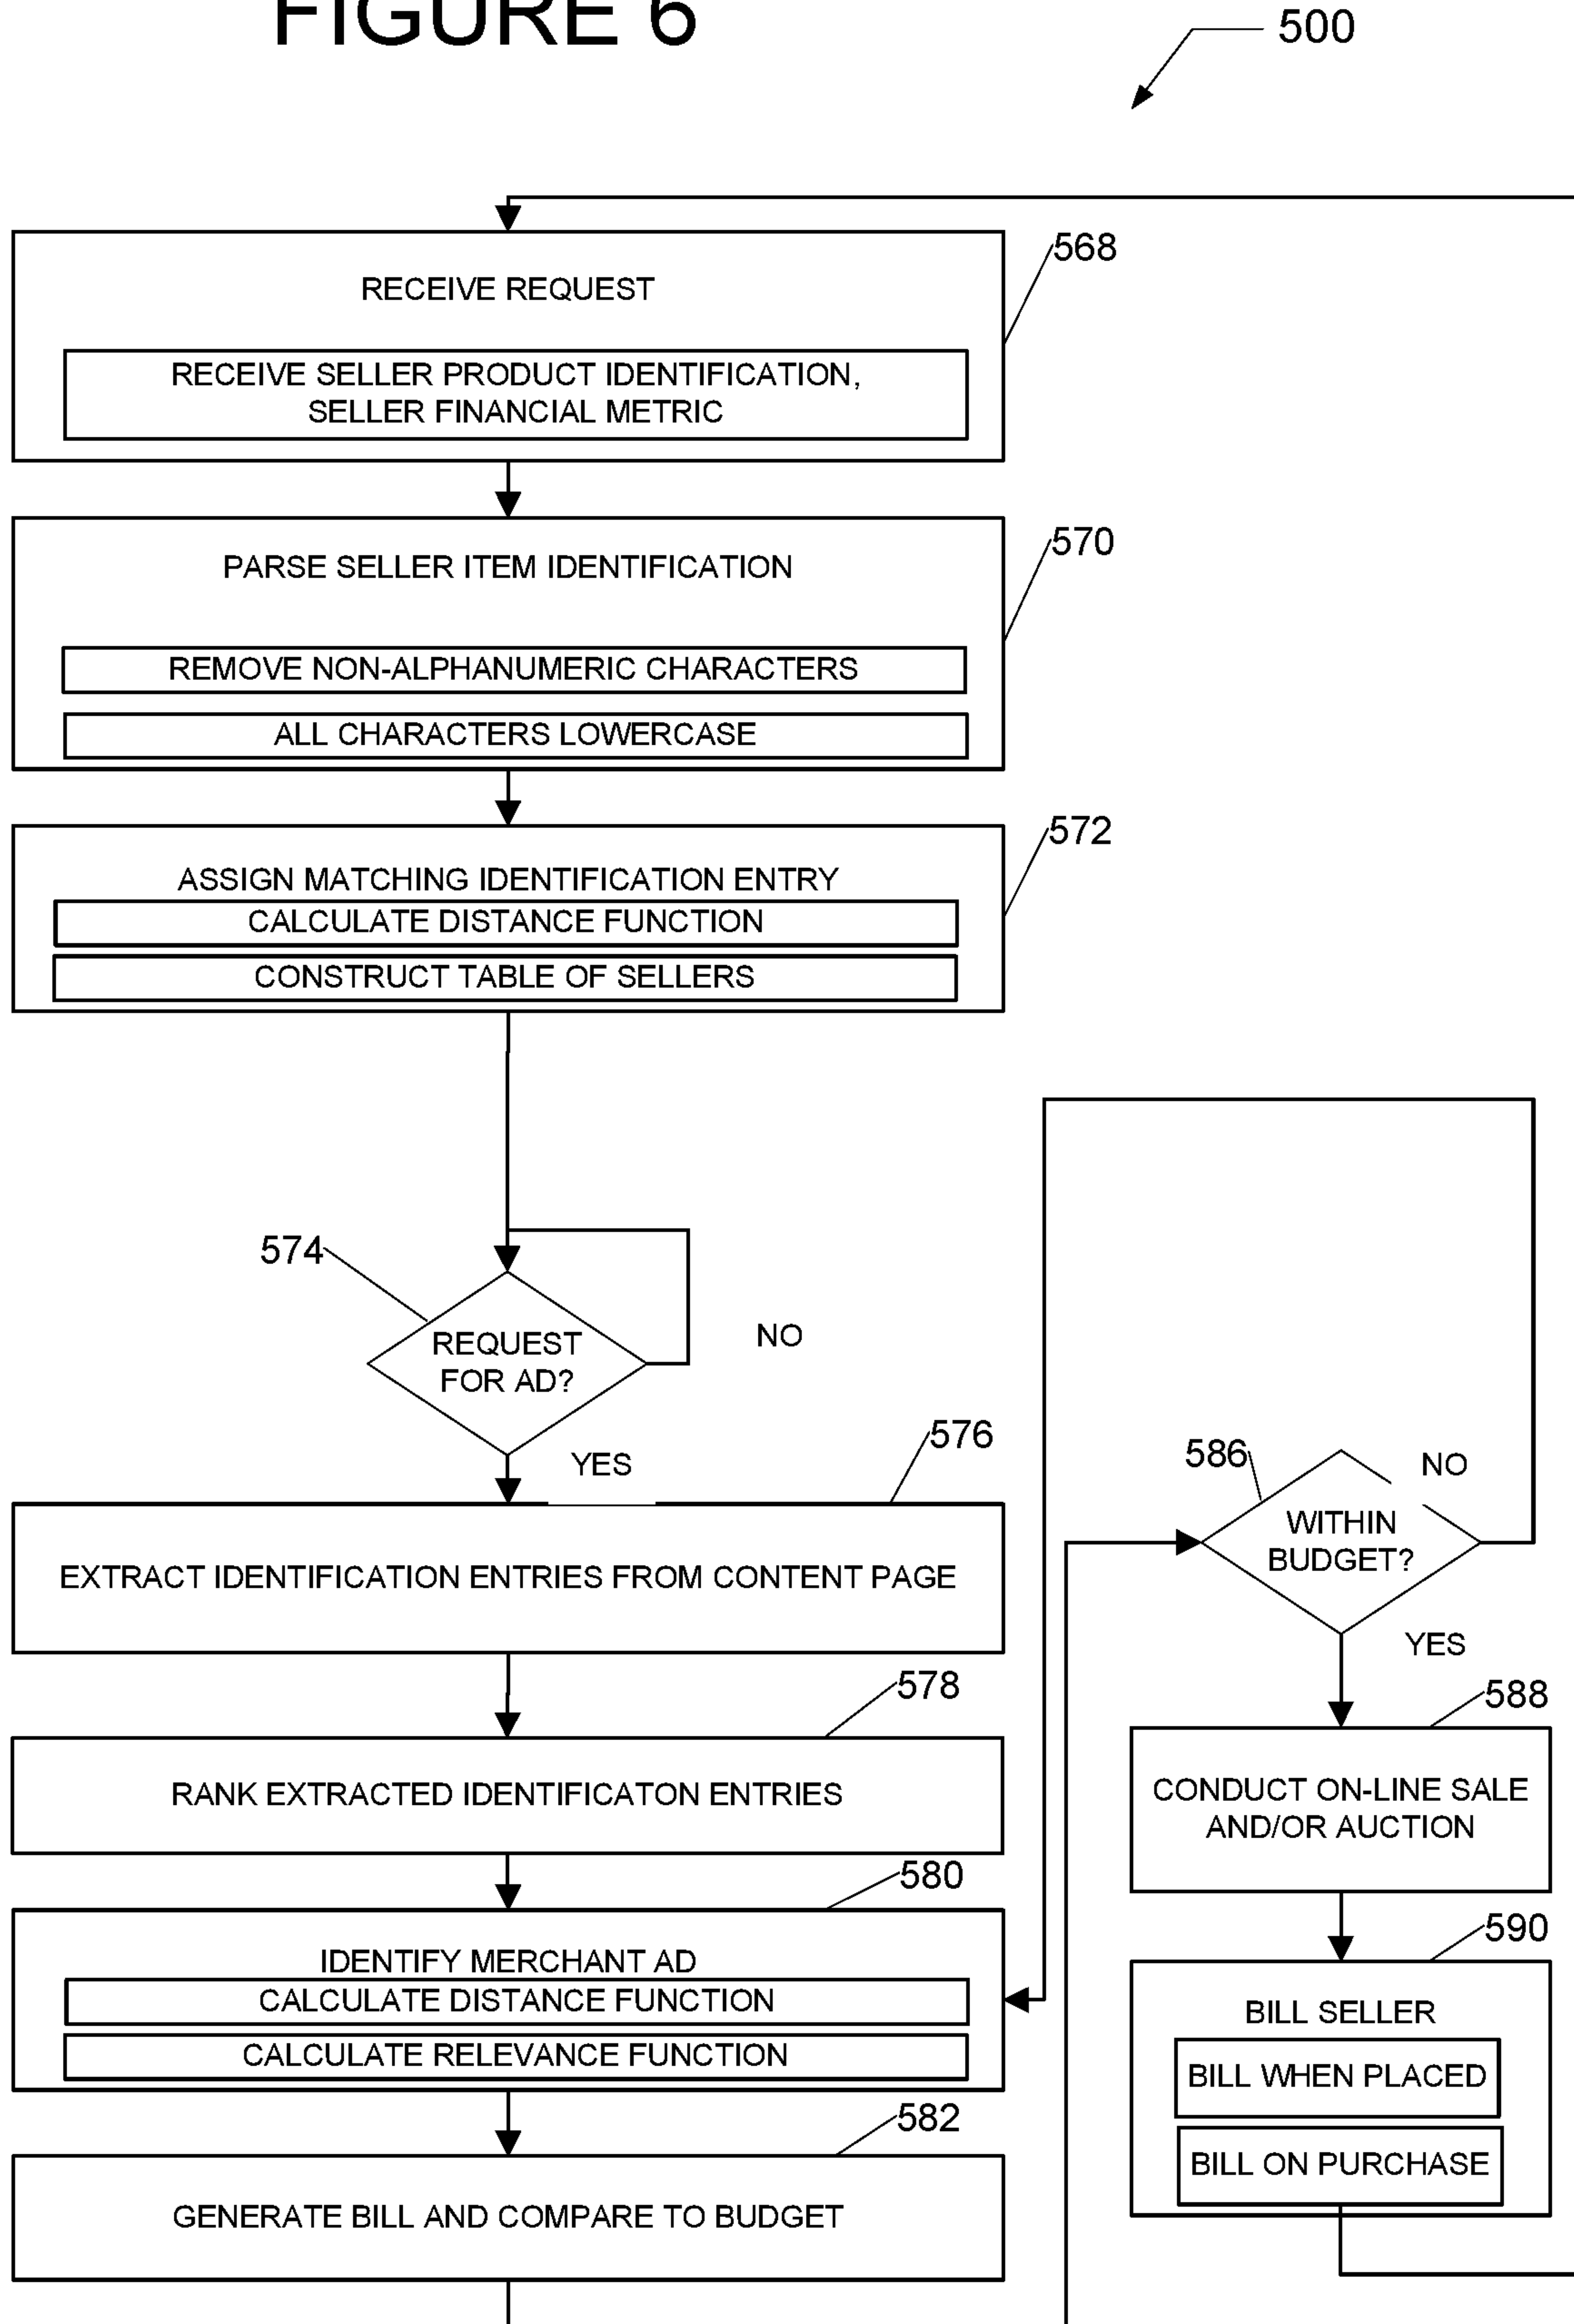 FIGURE 6
500
568
RECEIVE REQUEST
RECEIVE SELLER PRODUCT IDENTIFICATION,
SELLER FINANCIAL METRIC
570
PARSE SELLER ITEM IDENTIFICATION
REMOVE NON-ALPHANUMERIC CHARACTERS
ALL CHARACTERS LOWERCASE
572
ASSIGN MATCHING IDENTIFICATION ENTRY
CALCULATE DISTANCE FUNCTION
CONSTRUCT TABLE OF SELLERS
574
REQUEST
FOR AD?
NO
YES
576
EXTRACT IDENTIFICATION ENTRIES FROM CONTENT PAGE
578
RANK EXTRACTED IDENTIFICATON ENTRIES
580
IDENTIFY MERCHANT AD
CALCULATE DISTANCE FUNCTION
CALCULATE RELEVANCE FUNCTION
582
GENERATE BILL AND COMPARE TO BUDGET
586
NO
WITHIN
BUDGET?
YES
588
CONDUCT ON-LINE SALE
AND/OR AUCTION
590
BILL SELLER
BILL WHEN PLACED
BILL ON PURCHASE